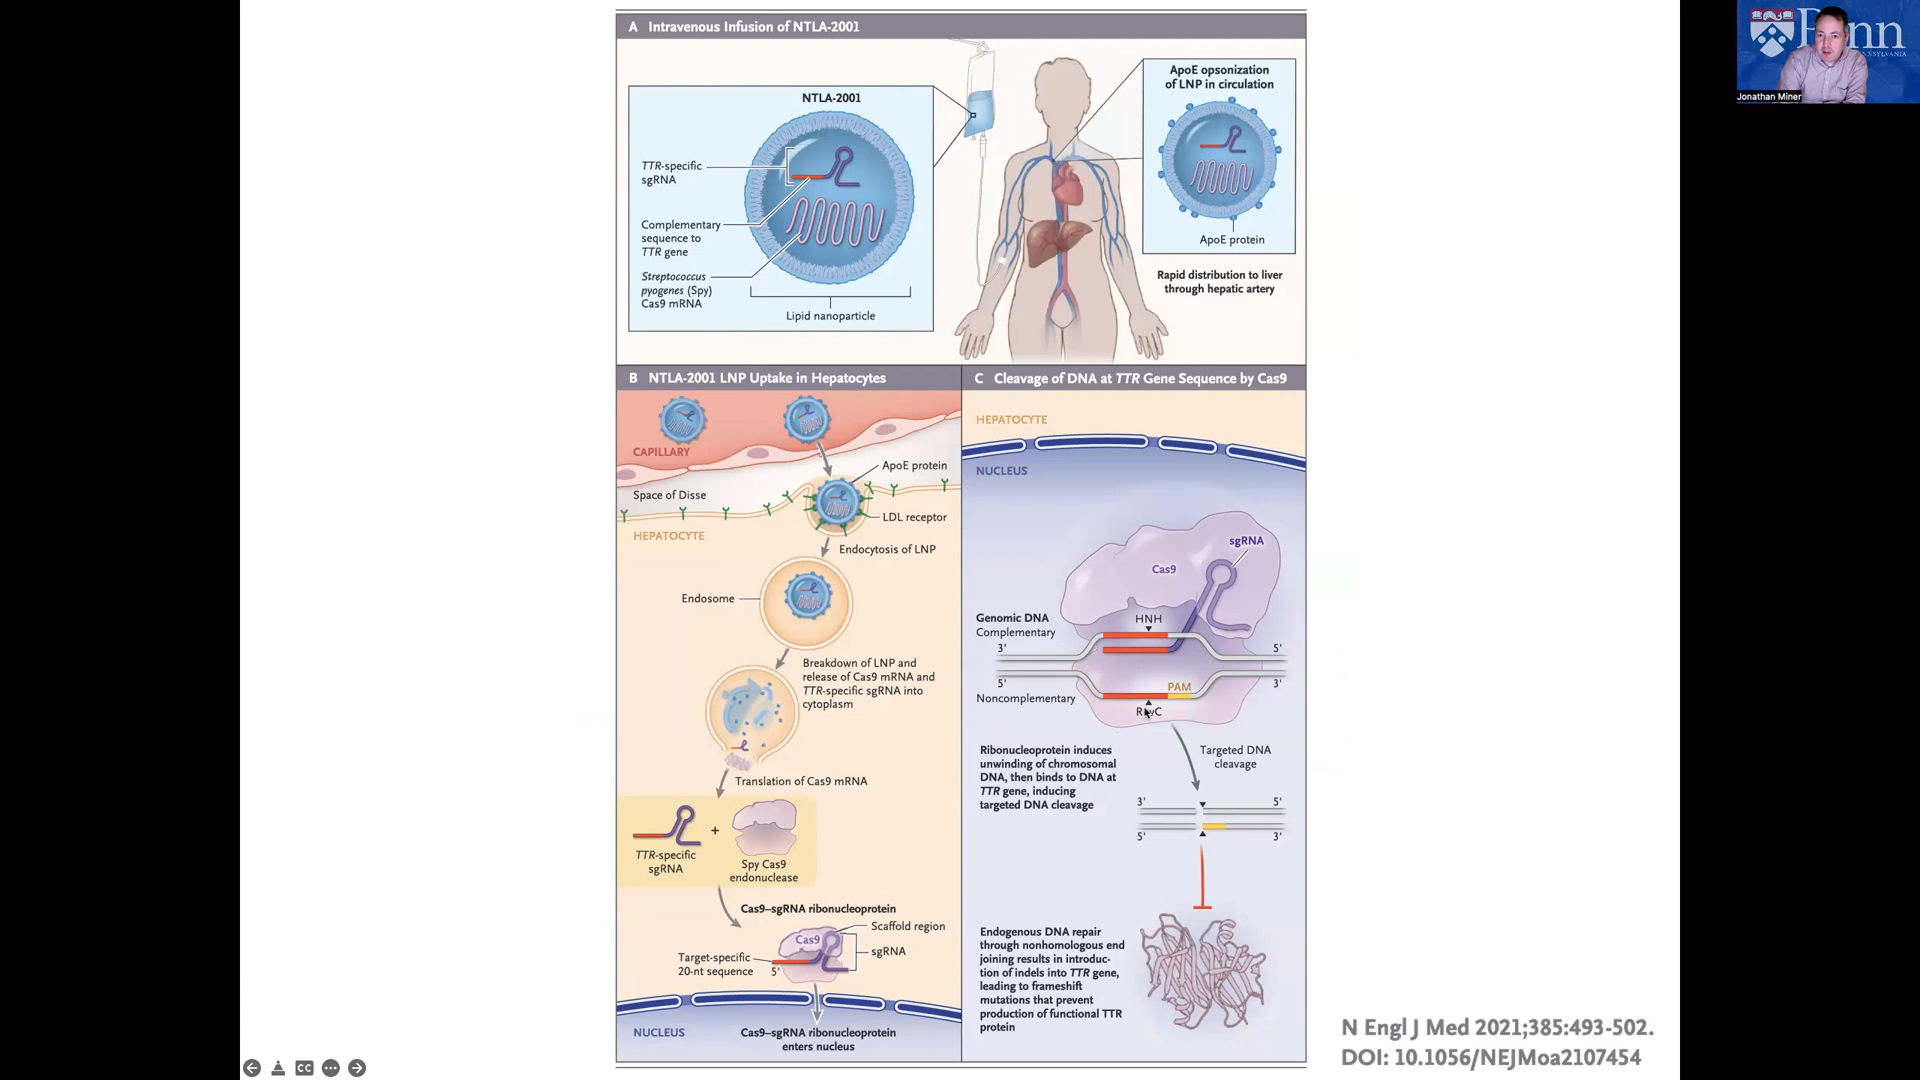 A Intravenous Infusion of NTLA-2001
NTLA-2001
TTR-specific
sgRNA
Complementary
sequence to
TTR gene
Streptococcus
pyogenes (Spy)
Cas9 mRNA
Lipid nanoparticle
ApoE opsonization
of LNP in circulation
ApoE protein
Rapid distribution to liver
through hepatic artery
B NTLA-2001 LNP Uptake in Hepatocytes
CAPILLARY
Space of Disse
ApoE protein
LDL receptor
HEPATOCYTE
Endocytosis of LNP
Endosome
Breakdown of LNP and
release of Cas9 mRNA and
TTR-specific sgRNA into
cytoplasm
Translation of Cas9 mRNA
+
TTR-specific
sgRNA
Spy Cas9
endonuclease
Cas9–sgRNA ribonucleoprotein
Scaffold region
Cas9
sgRNA
Target-specific
20-nt sequence
5'
NUCLEUS
Cas9–sgRNA ribonucleoprotein
enters nucleus
C Cleavage of DNA at TTR Gene Sequence by Cas9
HEPATOCYTE
NUCLEUS
sgRNA
Cas9
Genomic DNA
Complementary
HNH
3' 5'
5' 3'
Noncomplementary
PAM
Ribonucleoprotein induces
unwinding of chromosomal
DNA, then binds to DNA at
TTR gene, inducing
targeted DNA cleavage
Targeted DNA
cleavage
3' 5'
5' 3'
Endogenous DNA repair
through nonhomologous end
joining results in introduc-
tion of indels into TTR gene,
leading to frameshift
mutations that prevent
production of functional TTR
protein
N Engl J Med 2021;385:493-502.
DOI: 10.1056/NEJMoa2107454
CC
Jonathan Miner